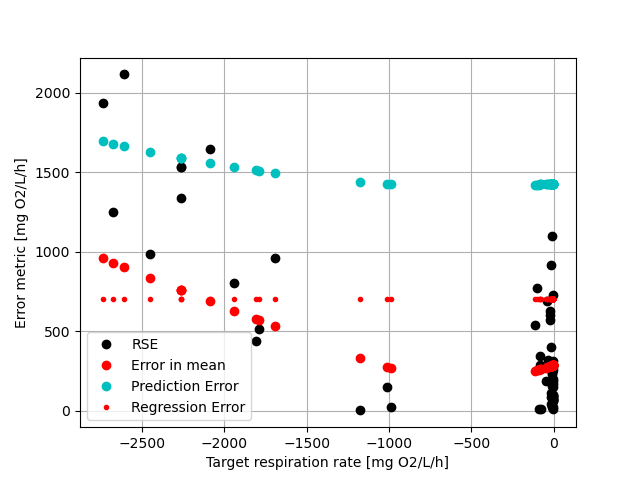 2000
1500
1000
500
0
Error metric [mg O2/L/h]
RSE
Error in mean
Prediction Error
Regression Error
−2500 −2000 −1500 −1000 −500 0
Target respiration rate [mg O2/L/h]